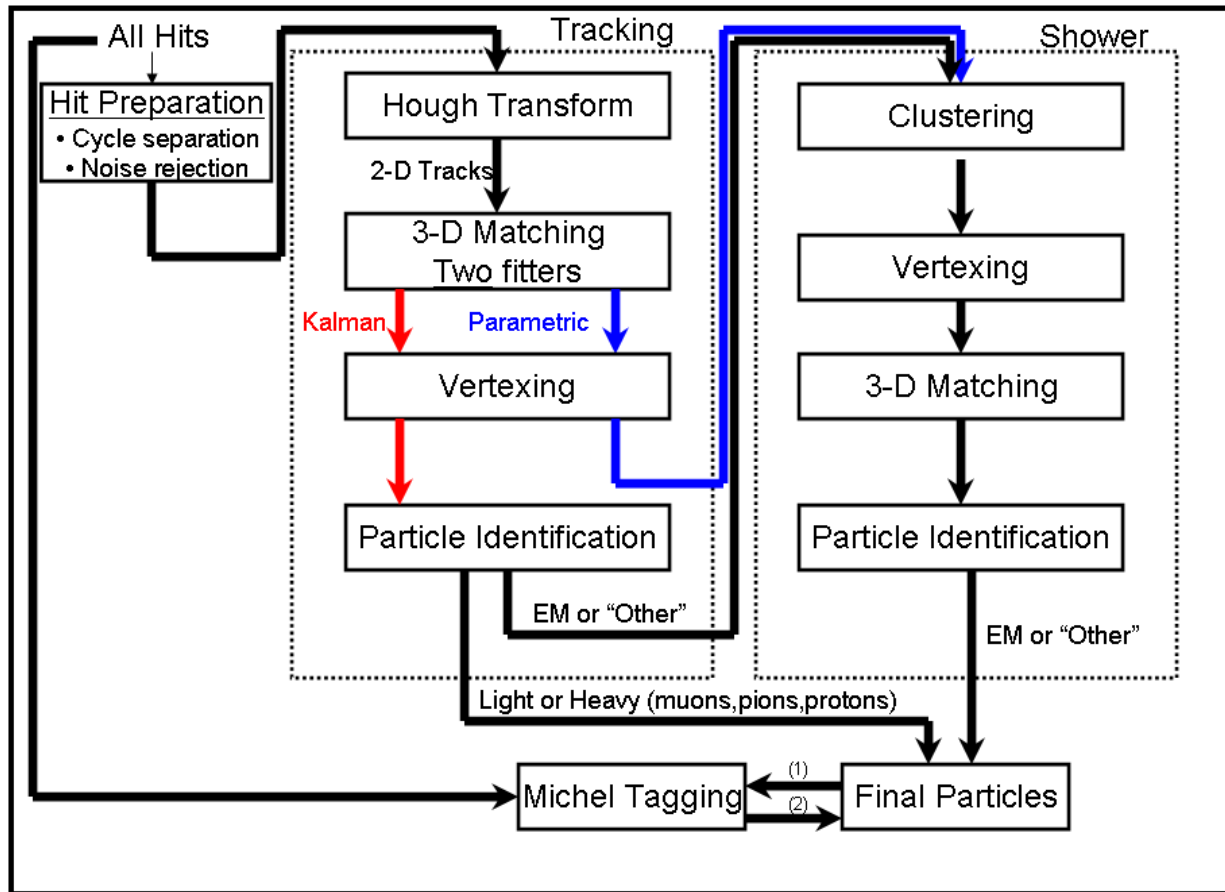 All Hits
Hit Preparation
• Cycle separation
• Noise rejection
Tracking
Hough Transform
2-D Tracks
3-D Matching
Two fitters
Kalman
Parametric
Vertexing
Particle Identification
EM or “Other”
Light or Heavy (muons,pions,protons)
Shower
Clustering
Vertexing
3-D Matching
Particle Identification
EM or “Other”
Michel Tagging
(1)
(2)
Final Particles